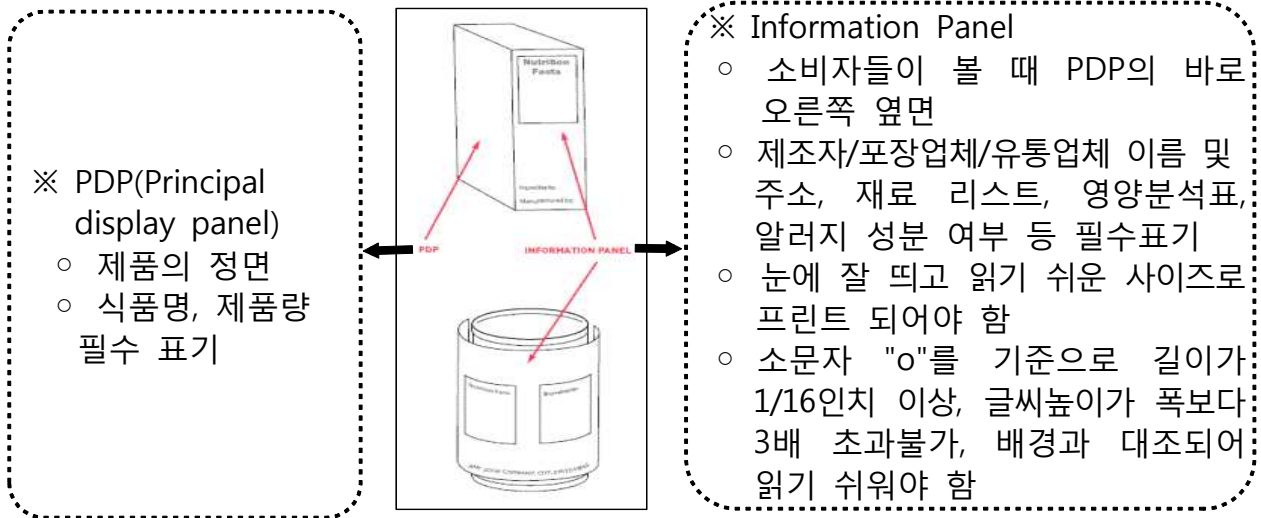 ※ PDP(Principal
display panel)
○ 제품의 정면
○ 식품명, 제품량
필수 표기
Nutrition
Facts
Ingredients:
Manufactured by:
PDP
INFORMATION PANEL
Nutrition Facts
Ingredients:
※ Information Panel
○ 소비자들이 볼 때 PDP의 바로
오른쪽 옆면
○ 제조자/포장업체/유통업체 이름 및
주소, 재료 리스트, 영양분석표,
알러지 성분 여부 등 필수표기
○ 눈에 잘 띄고 읽기 쉬운 사이즈로
프린트 되어야 함
○ 소문자 "o"를 기준으로 길이가
1/16인치 이상, 글씨높이가 폭보다
3배 초과불가, 배경과 대조되어
읽기 쉬워야 함